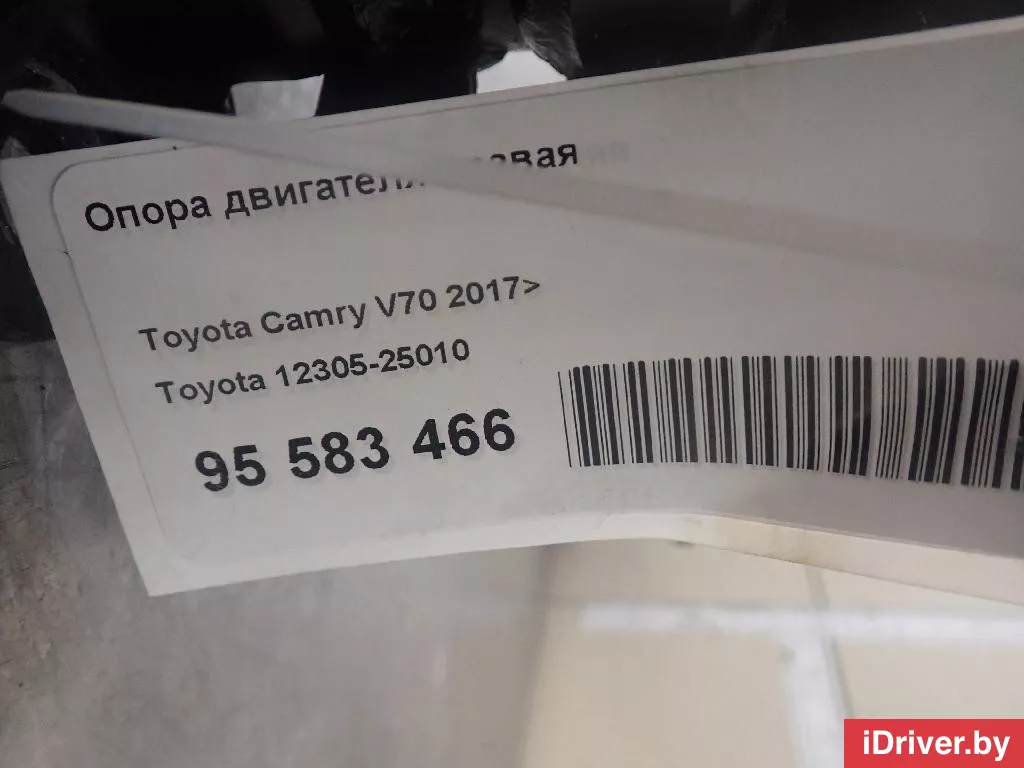 Опора двигателя
Toyota Camry V70 2017>
Toyota 12305-25010
95 583 466
iDriver.by